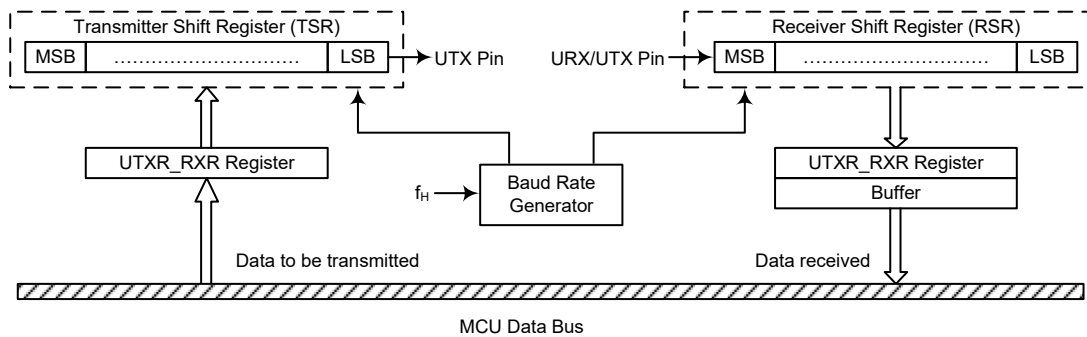 Transmitter Shift Register (TSR)
MSB ………………………… LSB
UTX Pin
Receiver Shift Register (RSR)
URX/UTX Pin
MSB ………………………… LSB
UTXR_RXR Register
fH
Baud Rate
Generator
UTXR_RXR Register
Buffer
Data to be transmitted
Data received
MCU Data Bus